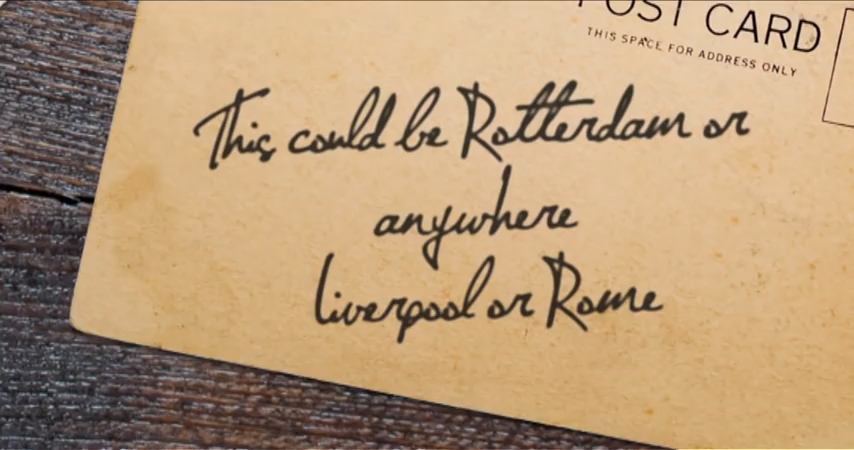 POST CARD
THIS SPACE FOR ADDRESS ONLY
This could be Rotterdam or
anywhere
Liverpool or Rome